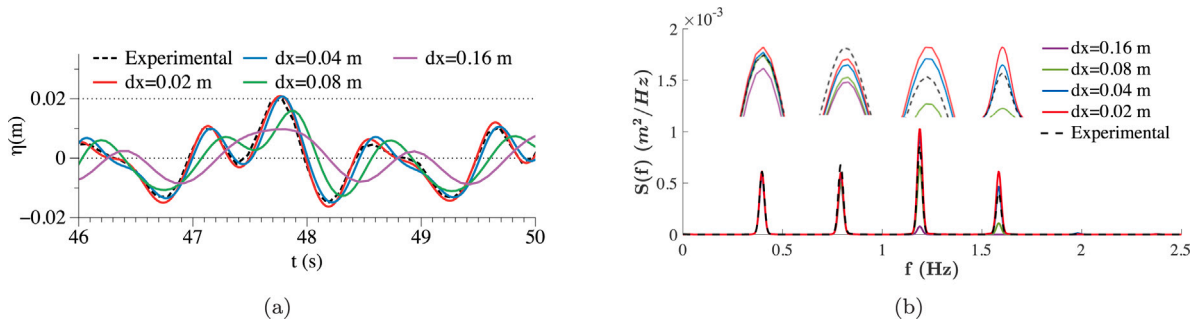 Experimental
dx=0.04 m
dx=0.16 m
dx=0.02 m
dx=0.08 m
0.02
0
−0.02
η(m)
46
47
48
49
50
t (s)
(a)
×10⁻³
2
1.5
1
0.5
0
S(f) (m²/Hz)
dx=0.16 m
dx=0.08 m
dx=0.04 m
dx=0.02 m
Experimental
0
0.5
1
1.5
2
2.5
f (Hz)
(b)